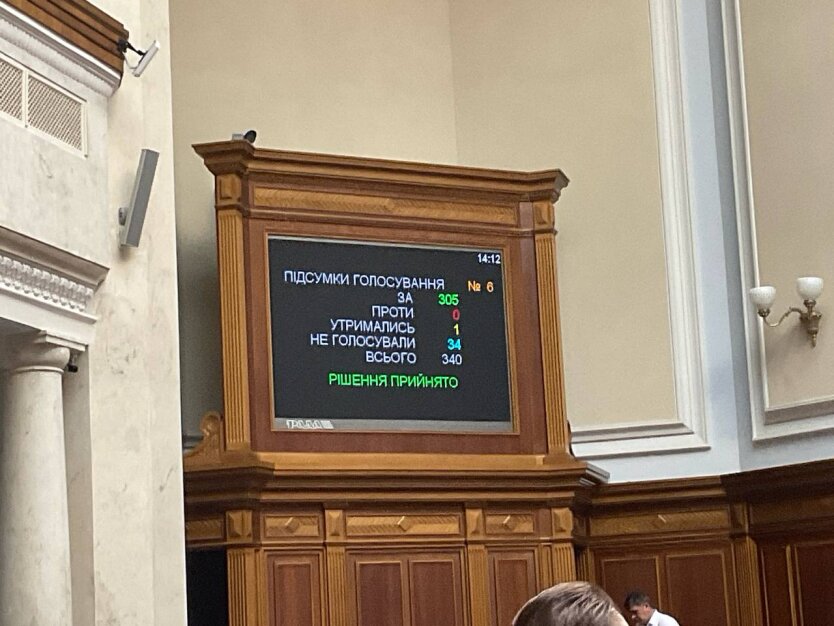 14:12
ПІДСУМКИ ГОЛОСУВАННЯ № 6
ЗА 305
ПРОТИ 0
УТРИМАЛИСЬ 1
НЕ ГОЛОСУВАЛИ 34
ВСЬОГО 340
РІШЕННЯ ПРИЙНЯТО